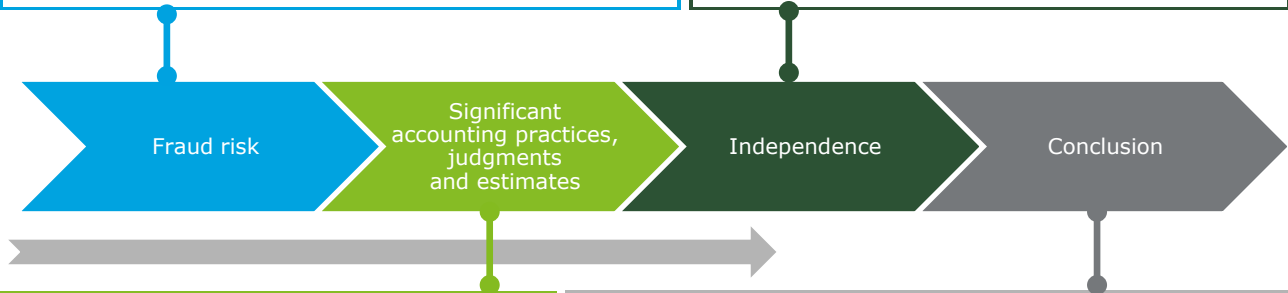 Fraud risk
Significant
accounting practices,
judgments
and estimates
Independence
Conclusion